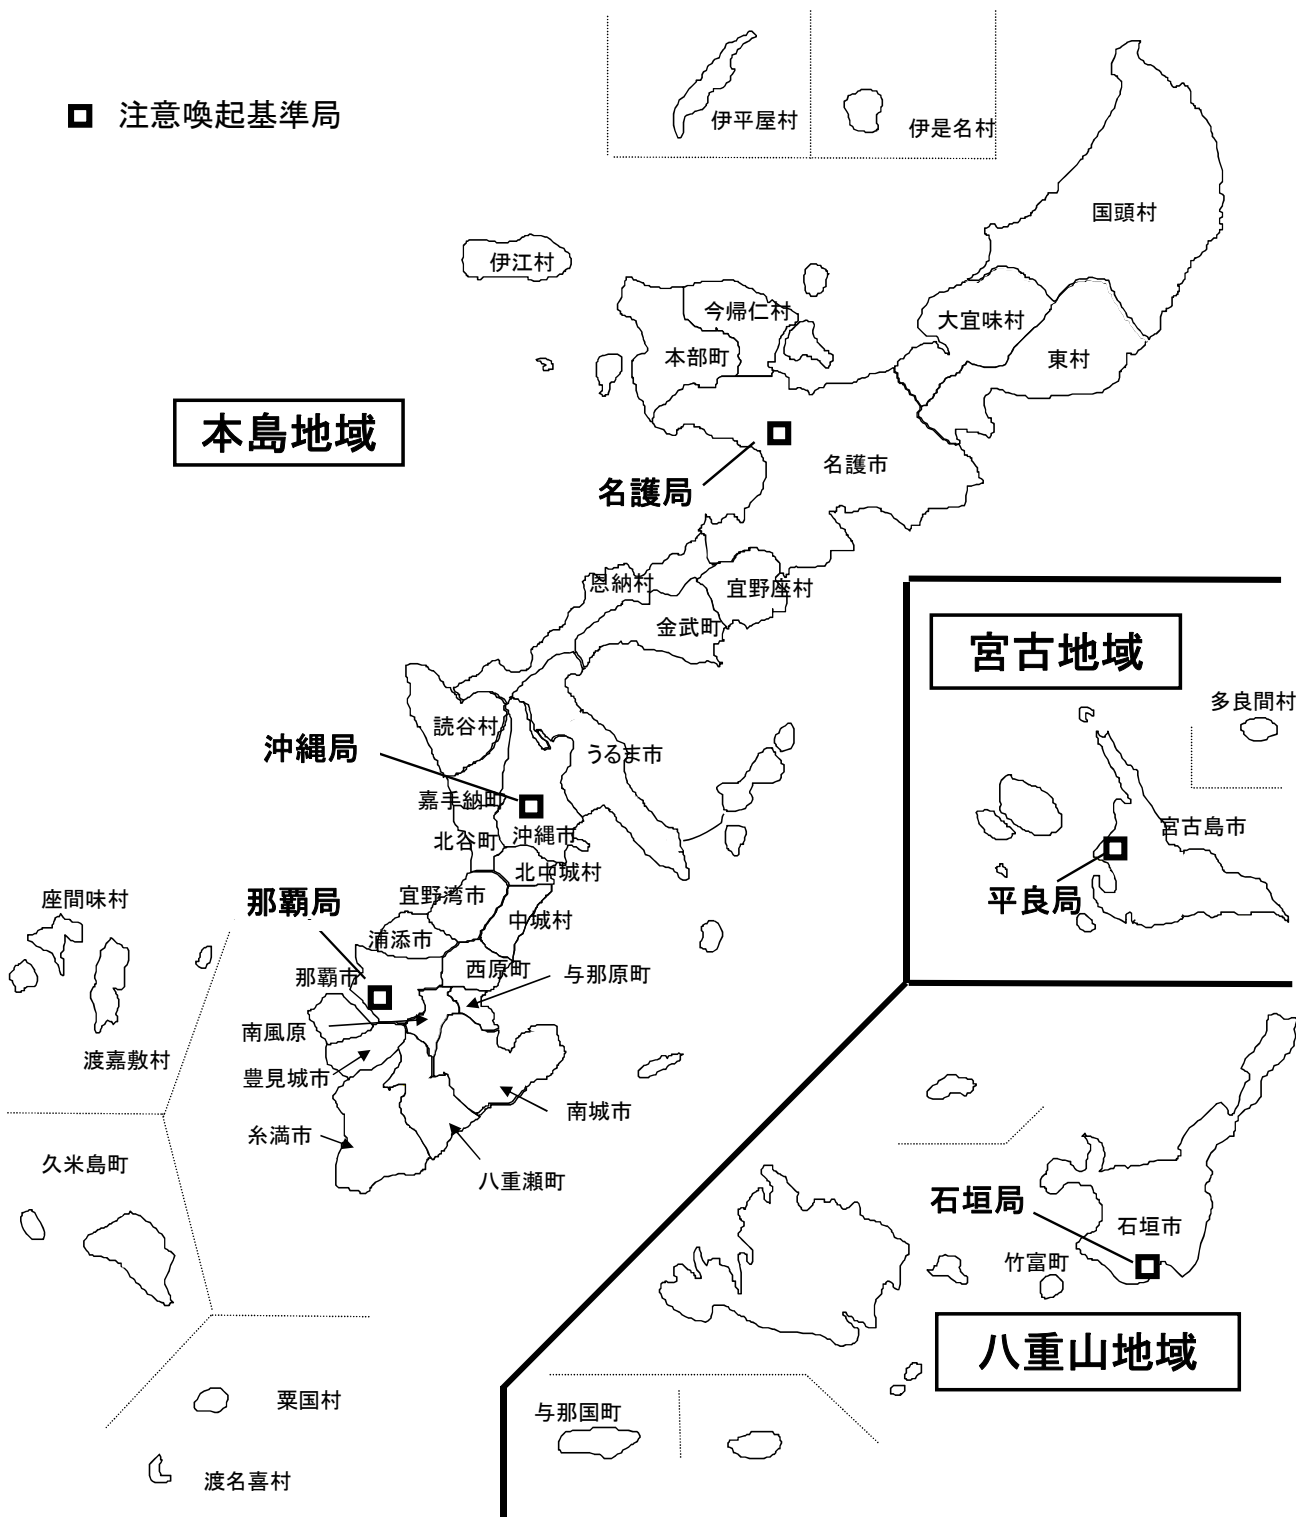 注意喚起基準局
伊平屋村
伊是名村
国頭村
伊江村
今帰仁村
大宜味村
本部町
東村
本島地域
名護市
名護局
恩納村
宜野座村
金武町
宮古地域
多良間村
読谷村
沖縄局
うるま市
嘉手納町
沖縄市
北谷町
宮古島市
北中城村
宜野湾市
那覇局
座間味村
平良局
中城村
浦添市
西原町
与那原町
那覇市
南風原
渡嘉敷村
豊見城市
南城市
糸満市
久米島町
八重瀬町
石垣局
石垣市
竹富町
八重山地域
粟国村
与那国町
渡名喜村